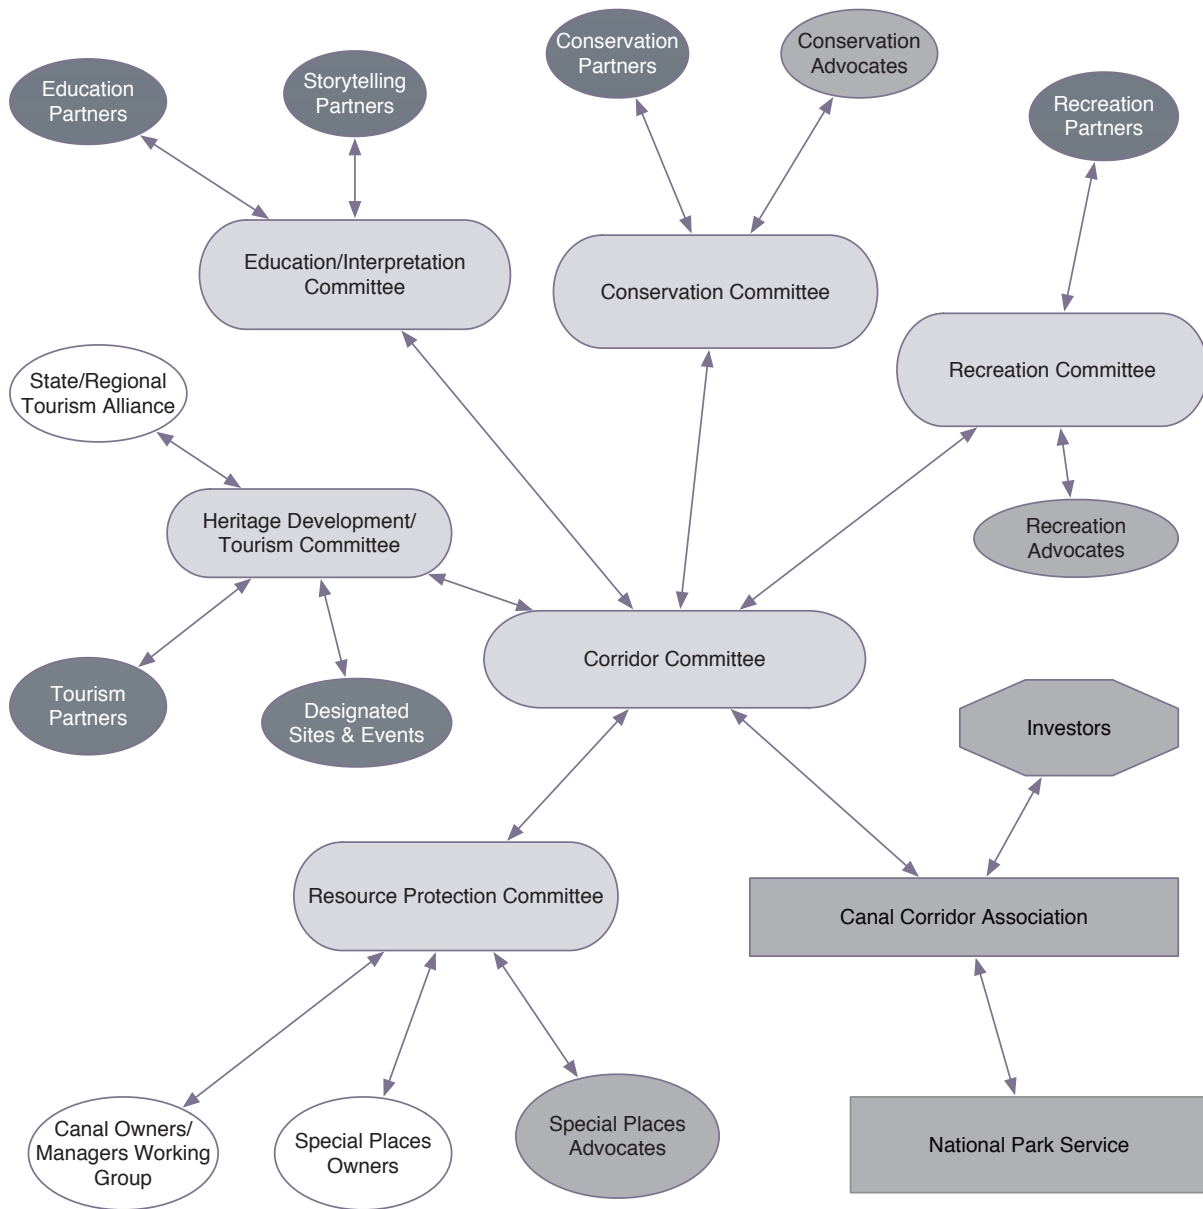 Conservation
Partners
Conservation
Advocates
Education
Partners
Storytelling
Partners
Recreation
Partners
Education/Interpretation
Committee
Conservation Committee
Recreation Committee
State/Regional
Tourism Alliance
Heritage Development/
Tourism Committee
Recreation
Advocates
Corridor Committee
Tourism
Partners
Designated
Sites & Events
Investors
Resource Protection Committee
Canal Corridor Association
Canal Owners/
Managers Working
Group
Special Places
Owners
Special Places
Advocates
National Park Service